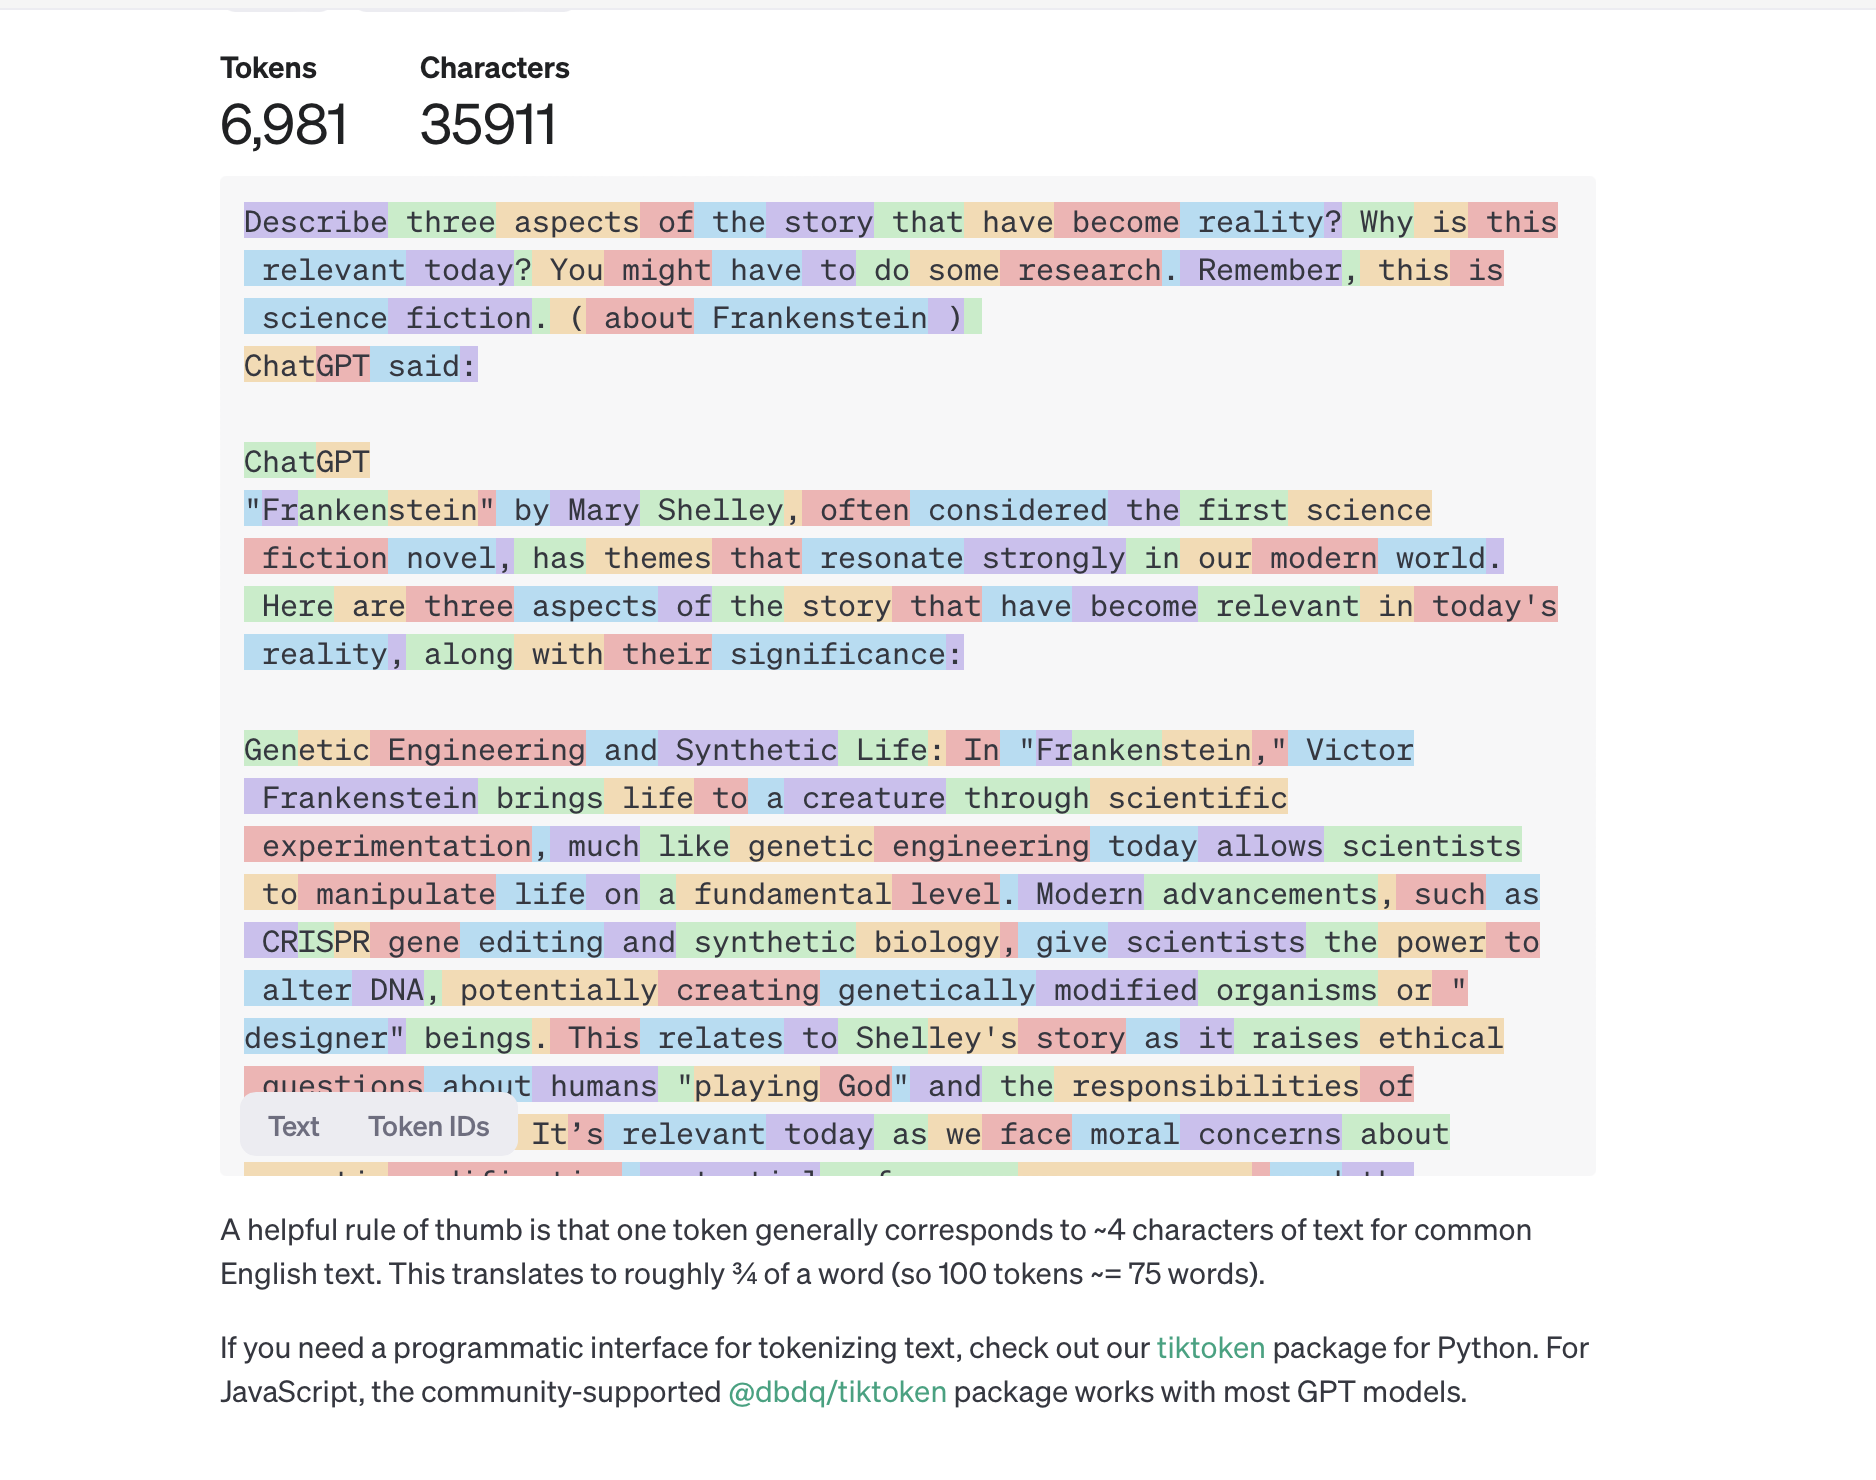 Tokens Characters
6,981 35911
Describe three aspects of the story that have become reality? Why is this
relevant today? You might have to do some research. Remember, this is
science fiction. ( about Frankenstein )
ChatGPT said:
ChatGPT
"Frankenstein" by Mary Shelley, often considered the first science
fiction novel, has themes that resonate strongly in our modern world.
Here are three aspects of the story that have become relevant in today's
reality, along with their significance:
Genetic Engineering and Synthetic Life: In "Frankenstein," Victor
Frankenstein brings life to a creature through scientific
experimentation, much like genetic engineering today allows scientists
to manipulate life on a fundamental level. Modern advancements, such as
CRISPR gene editing and synthetic biology, give scientists the power to
alter DNA, potentially creating genetically modified organisms or "
designer" beings. This relates to Shelley's story as it raises ethical
questions about humans "playing God" and the responsibilities of
Text Token IDs It’s relevant today as we face moral concerns about
A helpful rule of thumb is that one token generally corresponds to ~4 characters of text for common
English text. This translates to roughly ¾ of a word (so 100 tokens ~= 75 words).
If you need a programmatic interface for tokenizing text, check out our tiktoken package for Python. For
JavaScript, the community-supported @dbdq/tiktoken package works with most GPT models.